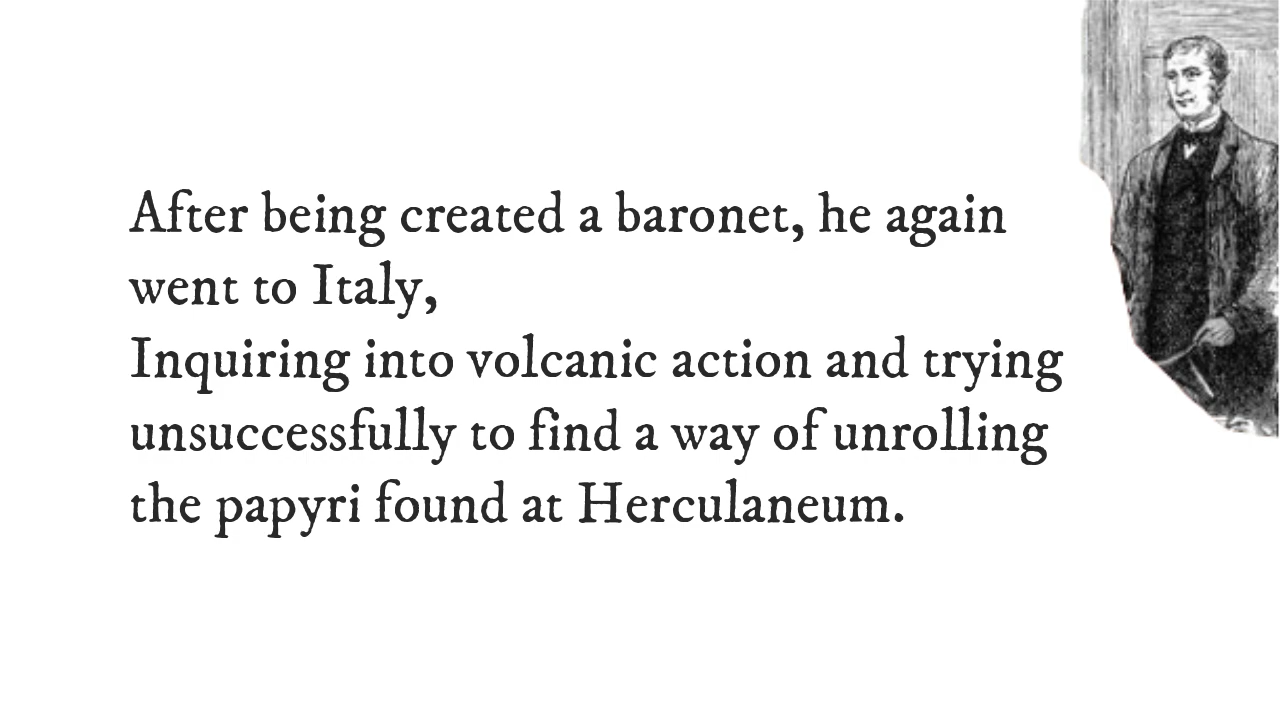 After being created a baronet, he again
went to Italy,
Inquiring into volcanic action and trying
unsuccessfully to find a way of unrolling
the papyri found at Herculaneum.